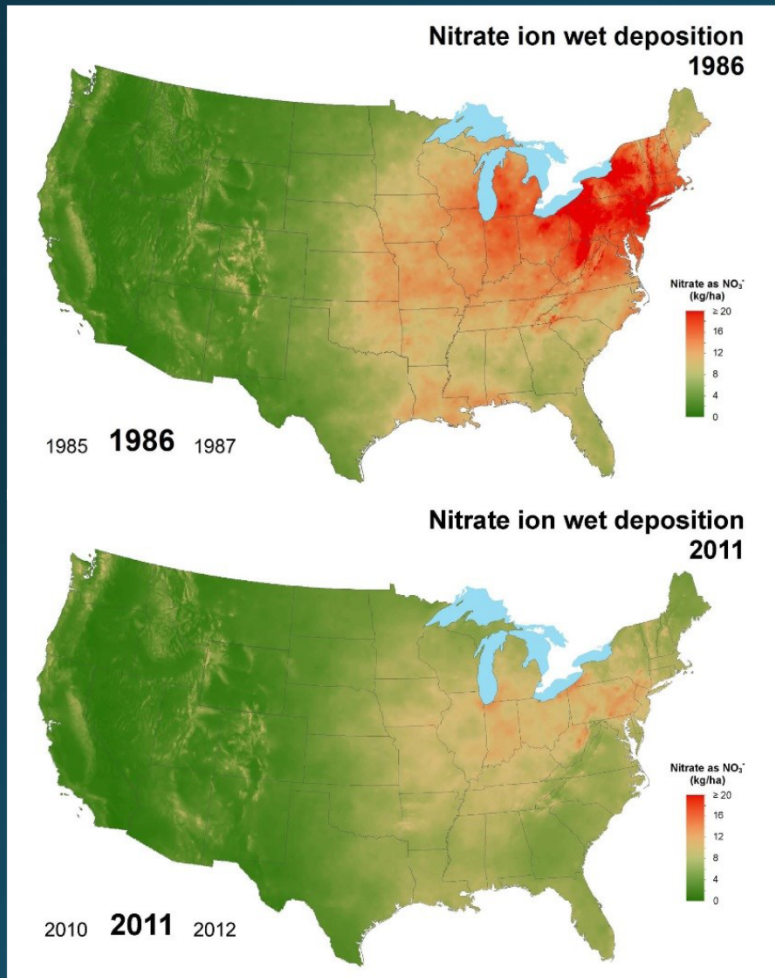 Nitrate ion wet deposition
1986
Nitrate as NO₃⁻
(kg/ha)
≥ 20
16
12
8
4
0
1985 1986 1987
Nitrate ion wet deposition
2011
Nitrate as NO₃⁻
(kg/ha)
≥ 20
16
12
8
4
0
2010 2011 2012